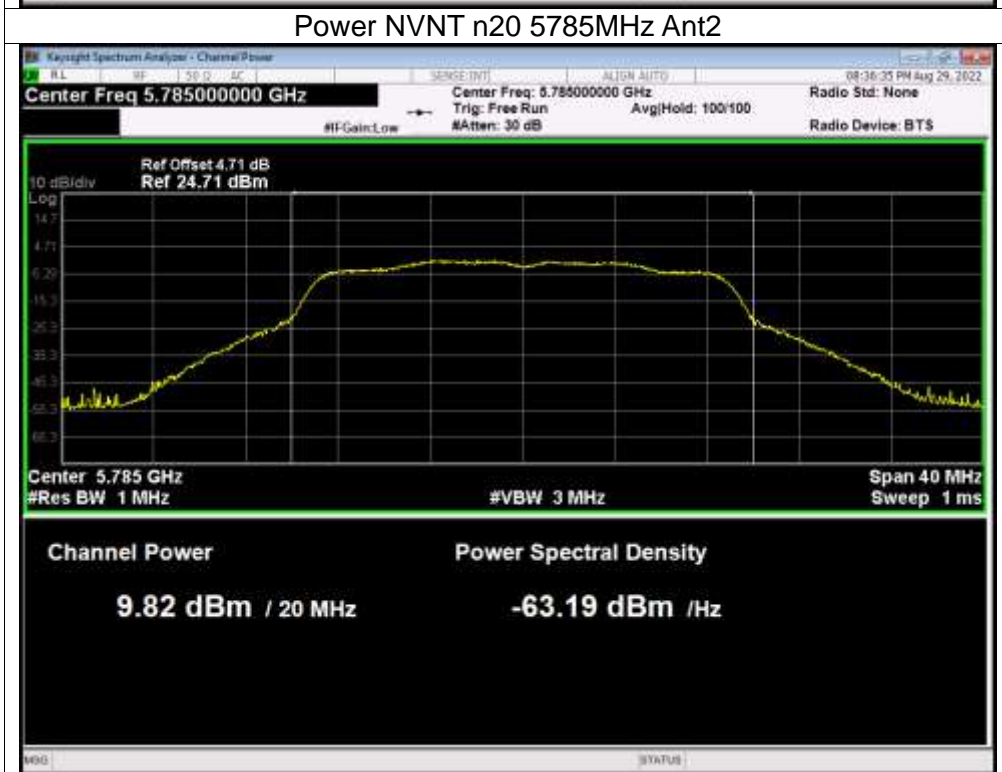 Power NVNT n20 5785MHz Ant2
Keysight Spectrum Analyzer - Channel Power
RL RF 50 Ω AC SENSE:INT ALIGN AUTO 08:36:35 PM Aug 29, 2022
Center Freq 5.785000000 GHz Center Freq: 5.785000000 GHz Radio Std: None
Trig: Free Run Avg|Hold: 100/100
#IFGain:Low #Atten: 30 dB Radio Device: BTS
Ref Offset 4.71 dB
10 dB/div Ref 24.71 dBm
Log
14.7
4.71
-5.29
-15.3
-25.3
-35.3
-45.3
-55.3
-65.3
Center 5.785 GHz Span 40 MHz
#Res BW 1 MHz #VBW 3 MHz Sweep 1 ms
Channel Power Power Spectral Density
9.82 dBm / 20 MHz -63.19 dBm /Hz
MSG STATUS